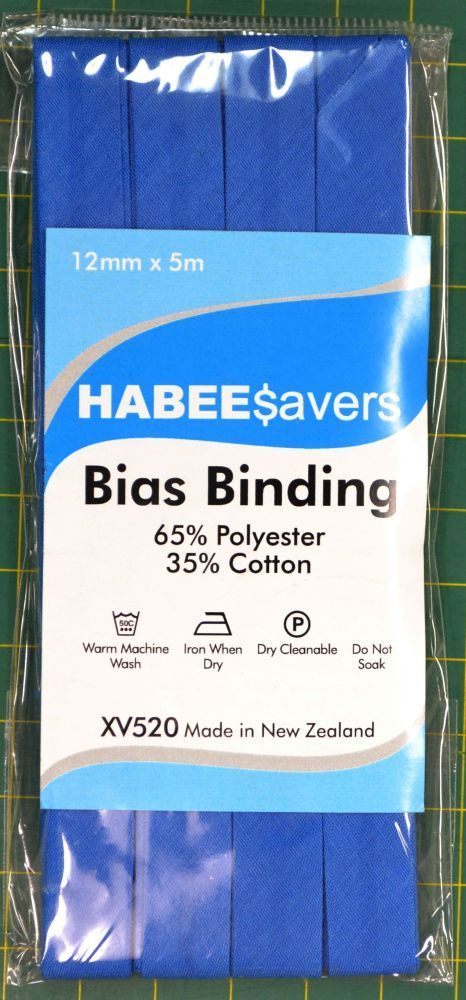 12mm x 5m
HABEE$avers
Bias Binding
65% Polyester
35% Cotton
50C
P
Warm Machine Wash
Iron When Dry
Dry Cleanable
Do Not Soak
XV520 Made in New Zealand